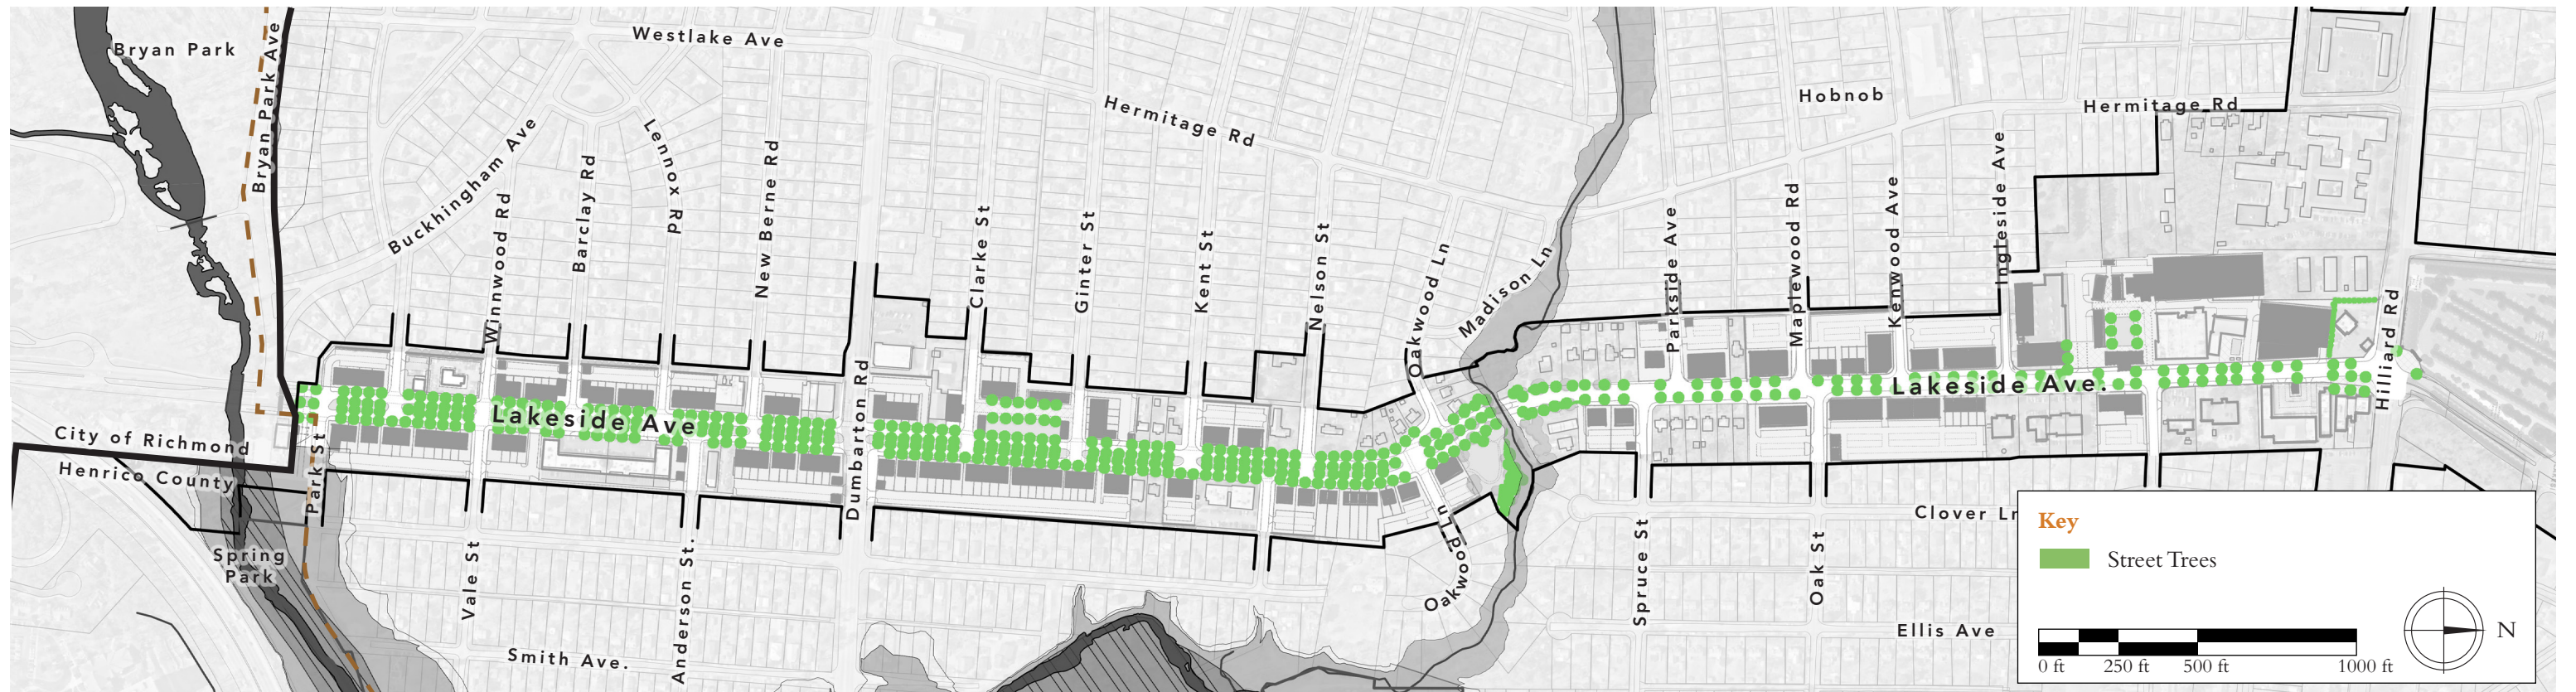 Bryan Park
Bryan Park Ave
Westlake Ave
Hermitage Rd
Hobnob
Hermitage Rd
Buckhingham Ave
Winnwood Rd
Barclay Rd
Lennox Rd
New Berne Rd
Clarke St
Ginter St
Kent St
Nelson St
Oakwood Ln
Madison Ln
Parkside Ave
Maplewood Rd
Kenwood Ave
Ingleside Ave
Hilliard Rd
Lakeside Ave
Lakeside Ave.
Dumbarton Rd
City of Richmond
Henrico County
Park St
Spring
Park
Vale St
Anderson St.
Smith Ave.
Oakwood Ln
Spruce St
Oak St
Clover Ln
Ellis Ave
Key
Street Trees
0 ft
250 ft
500 ft
1000 ft
N